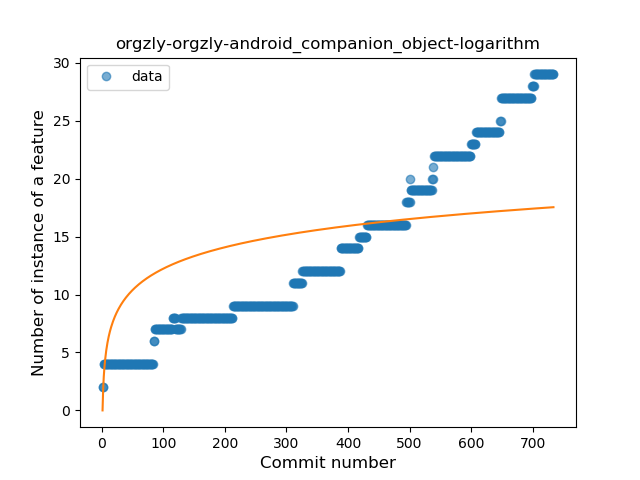 orgzly-orgzly-android_companion_object-logarithm
data
Number of instance of a feature
30
25
20
15
10
5
0
0 100 200 300 400 500 600 700
Commit number